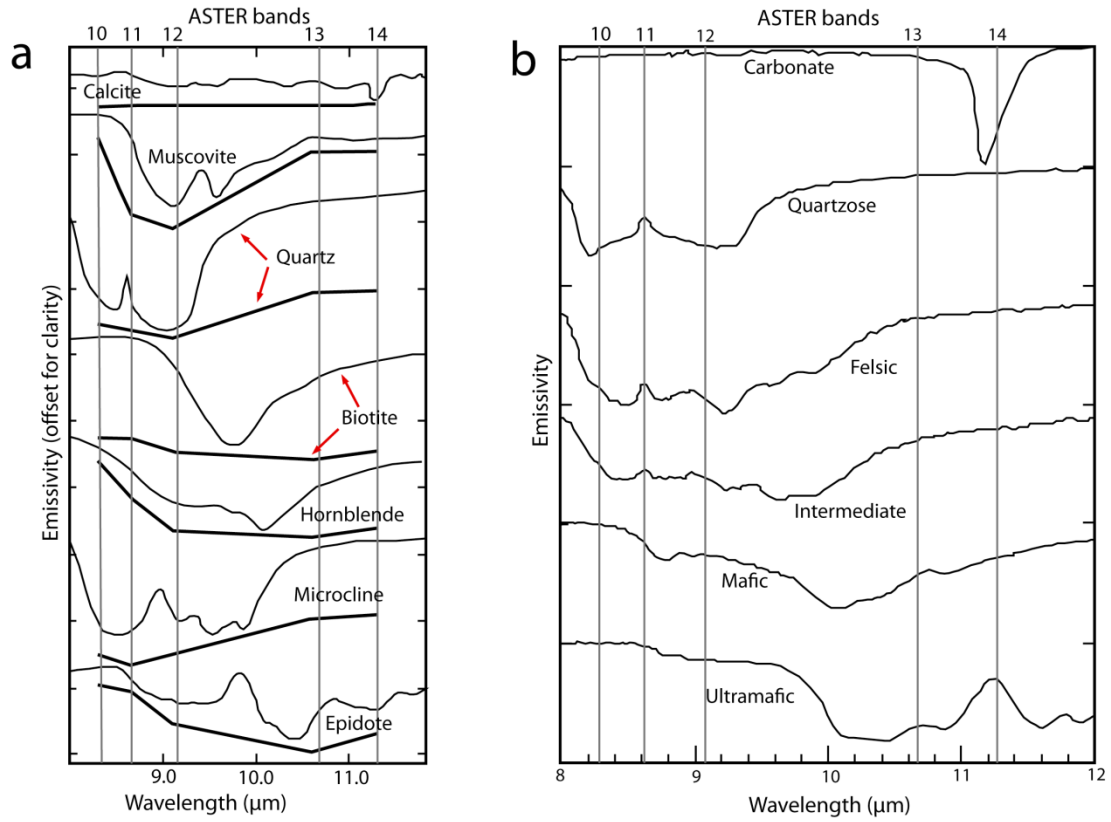 a
ASTER bands
10 11 12 13 14
Calcite
Muscovite
Quartz
Biotite
Hornblende
Microcline
Epidote
Emissivity (offset for clarity)
9.0 10.0 11.0
Wavelength (μm)
b
ASTER bands
10 11 12 13 14
Carbonate
Quartzose
Felsic
Intermediate
Mafic
Ultramafic
Emissivity
8 9 10 11 12
Wavelength (μm)